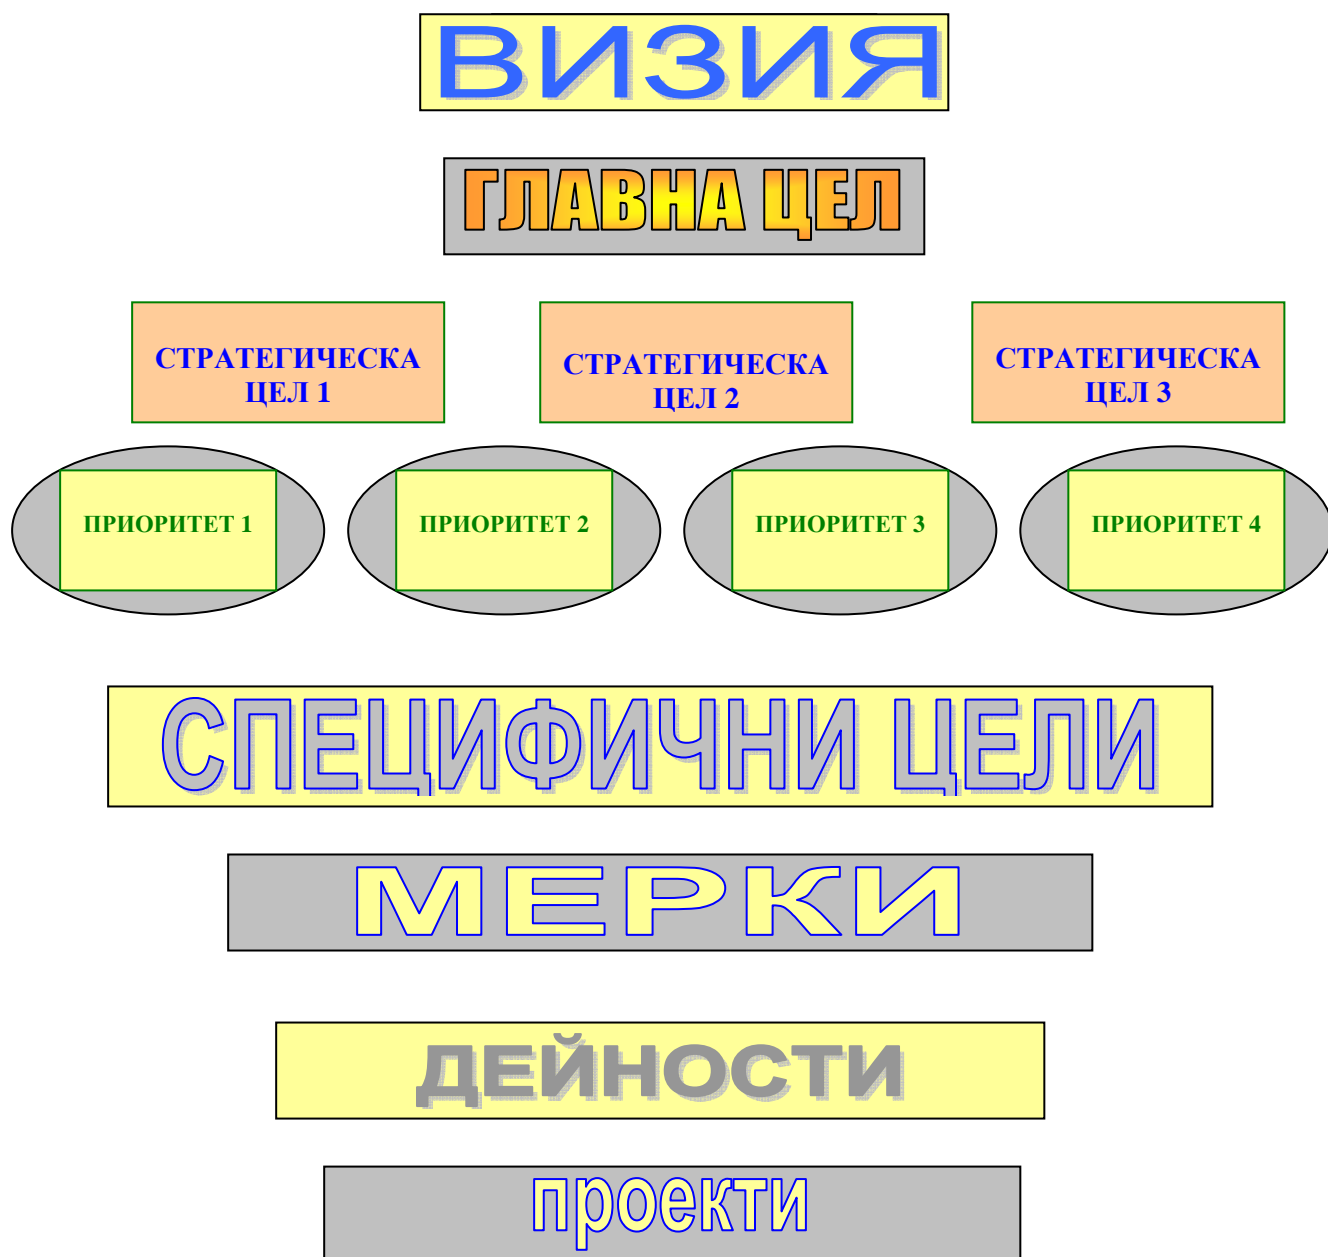 ВИЗИЯ
ГЛАВНА ЦЕЛ
СТРАТЕГИЧЕСКА
ЦЕЛ 1
СТРАТЕГИЧЕСКА
ЦЕЛ 2
СТРАТЕГИЧЕСКА
ЦЕЛ 3
ПРИОРИТЕТ 1
ПРИОРИТЕТ 2
ПРИОРИТЕТ 3
ПРИОРИТЕТ 4
СПЕЦИФИЧНИ ЦЕЛИ
МЕРКИ
ДЕЙНОСТИ
проекти